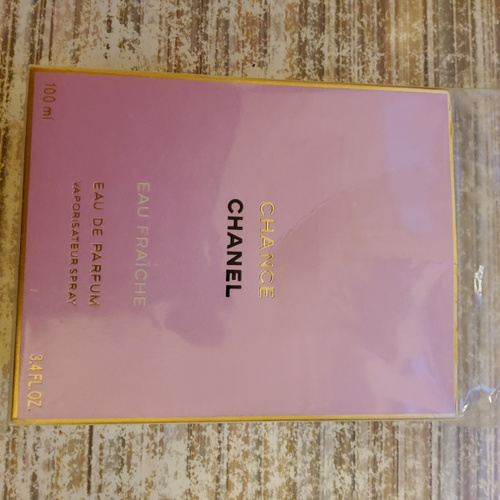 CHANCE
CHANEL
EAU FRAÎCHE
EAU DE PARFUM
VAPORISATEUR SPRAY
100 ml
3.4 FL.OZ.